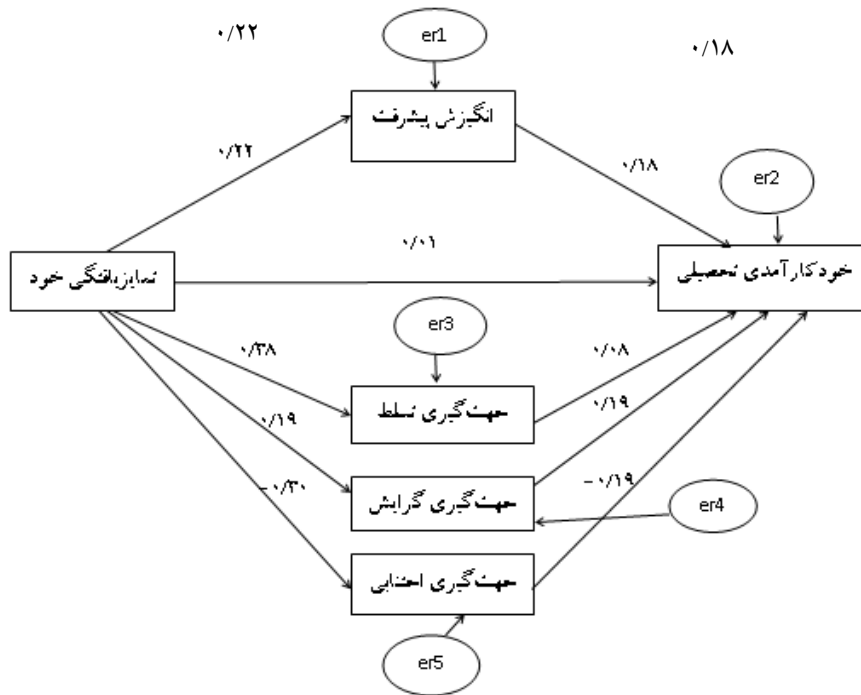 ۰/۲۲
er1
۰/۱۸
انگیزش پیشرفت
۰/۲۲
۰/۱۸
er2
۰/۰۱
تمایزیافتگی خود
خودکارآمدی تحصیلی
er3
۰/۳۸
۰/۰۸
جهت‌گیری تسلط
۰/۱۹
۰/۱۹
-۰/۳۰
جهت‌گیری گرایش
-۰/۱۹
er4
جهت‌گیری اجتنابی
er5